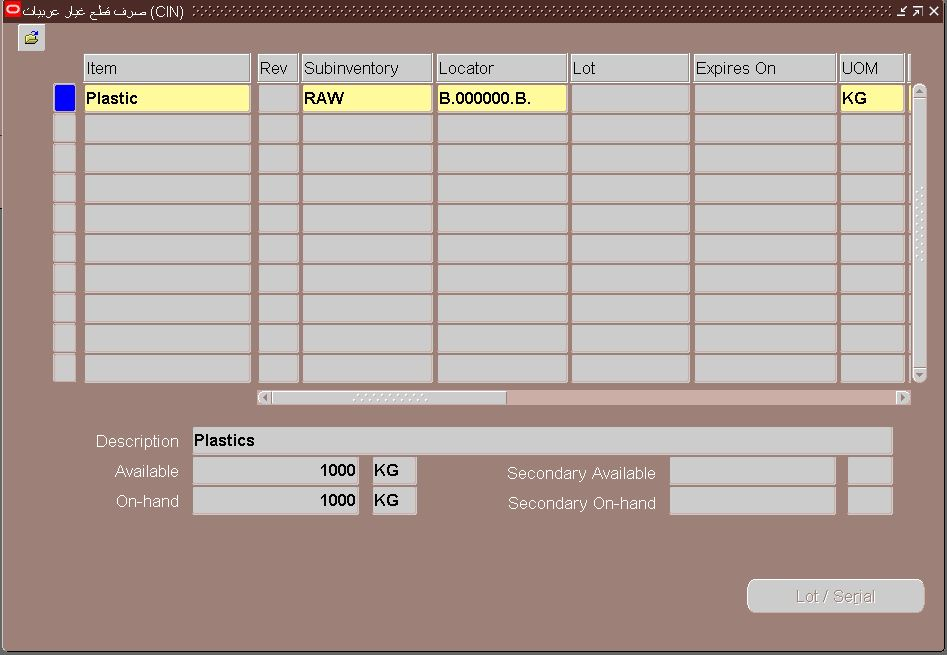 صرف قطع غيار عربيات (CIN)
Item Rev Subinventory Locator Lot Expires On UOM
Plastic RAW B.000000.B. KG
Description Plastics
Available 1000 KG Secondary Available
On-hand 1000 KG Secondary On-hand
Lot / Serial